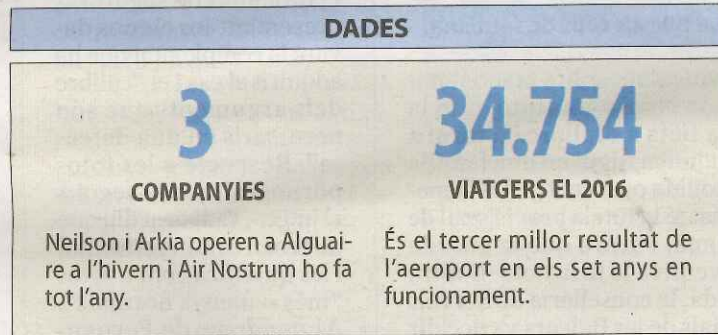 DADES
3
COMPANYIES
Neilson i Arkia operen a Alguai-
re a l'hivern i Air Nostrum ho fa
tot l'any.
34.754
VIATGERS EL 2016
És el tercer millor resultat de
l'aeroport en els set anys en
funcionament.